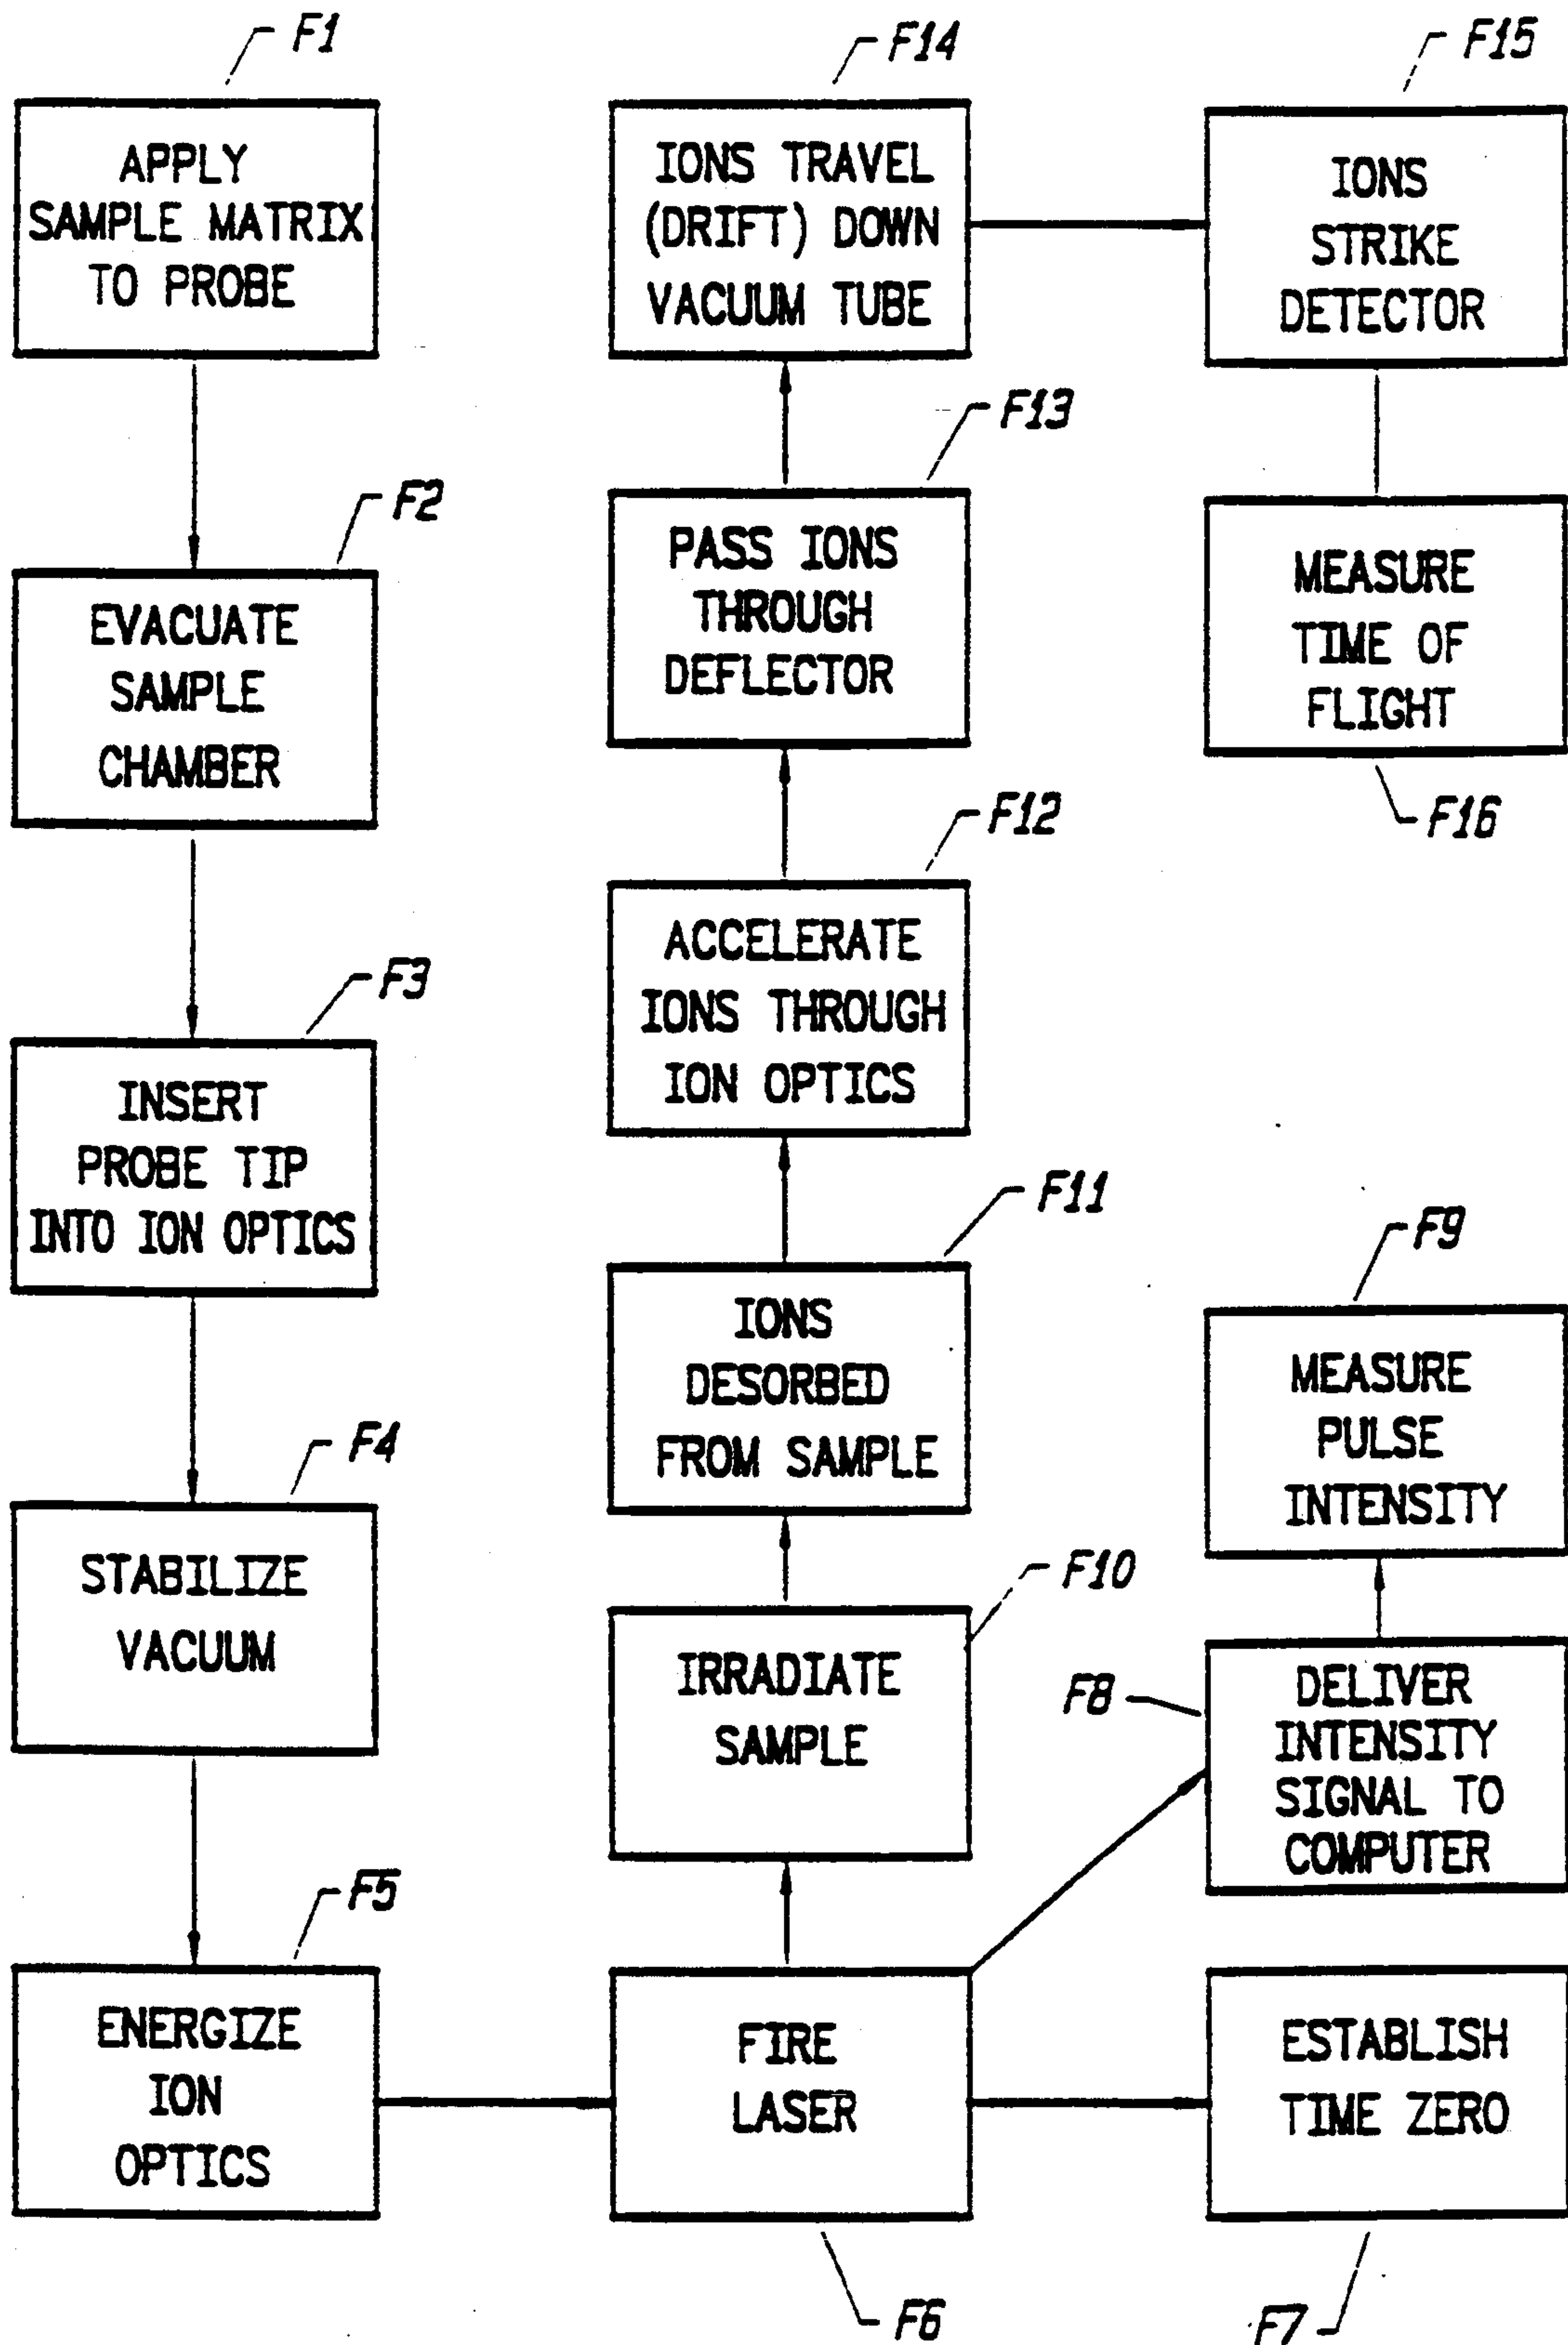 F1
APPLY
SAMPLE MATRIX
TO PROBE
F2
EVACUATE
SAMPLE
CHAMBER
F3
INSERT
PROBE TIP
INTO ION OPTICS
F4
STABILIZE
VACUUM
F5
ENERGIZE
ION
OPTICS
F14
IONS TRAVEL
(DRIFT) DOWN
VACUUM TUBE
F13
PASS IONS
THROUGH
DEFLECTOR
F12
ACCELERATE
IONS THROUGH
ION OPTICS
F11
IONS
DESORBED
FROM SAMPLE
F10
IRRADIATE
SAMPLE
FIRE
LASER
F6
F15
IONS
STRIKE
DETECTOR
MEASURE
TIME OF
FLIGHT
F16
F9
MEASURE
PULSE
INTENSITY
F8
DELIVER
INTENSITY
SIGNAL TO
COMPUTER
ESTABLISH
TIME ZERO
F7